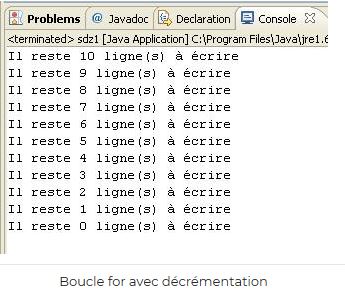 Problems @ Javadoc Declaration Console
<terminated> sdz1 [Java Application] C:\Program Files\Java\jre1.6
Il reste 10 ligne(s) à écrire
Il reste 9 ligne(s) à écrire
Il reste 8 ligne(s) à écrire
Il reste 7 ligne(s) à écrire
Il reste 6 ligne(s) à écrire
Il reste 5 ligne(s) à écrire
Il reste 4 ligne(s) à écrire
Il reste 3 ligne(s) à écrire
Il reste 2 ligne(s) à écrire
Il reste 1 ligne(s) à écrire
Il reste 0 ligne(s) à écrire
Boucle for avec décrémentation